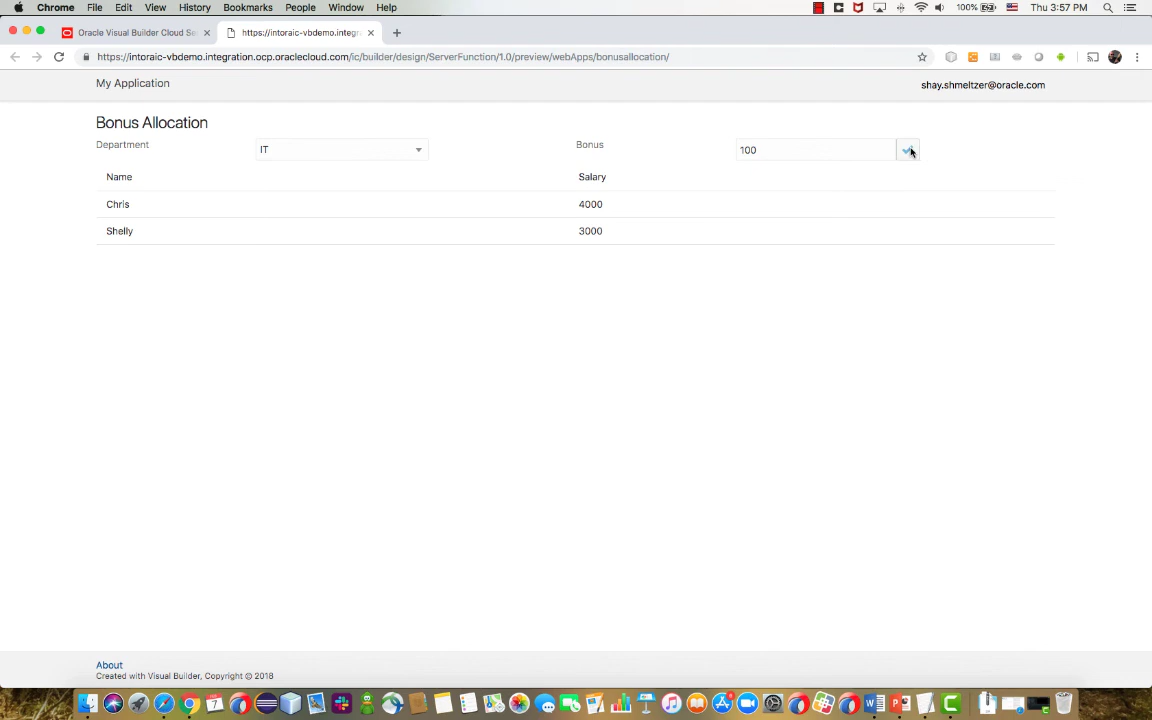 Chrome File Edit View History Bookmarks People Window Help 100% Thu 3:57 PM
Oracle Visual Builder Cloud Se https://intoraic-vbdemo.integr
https://intoraic-vbdemo.integration.ocp.oraclecloud.com/ic/builder/design/ServerFunction/1.0/preview/webApps/bonusallocation/
My Application shay.shmeltzer@oracle.com
Bonus Allocation
Department IT Bonus 100
Name Salary
Chris 4000
Shelly 3000
About
Created with Visual Builder, Copyright © 2018